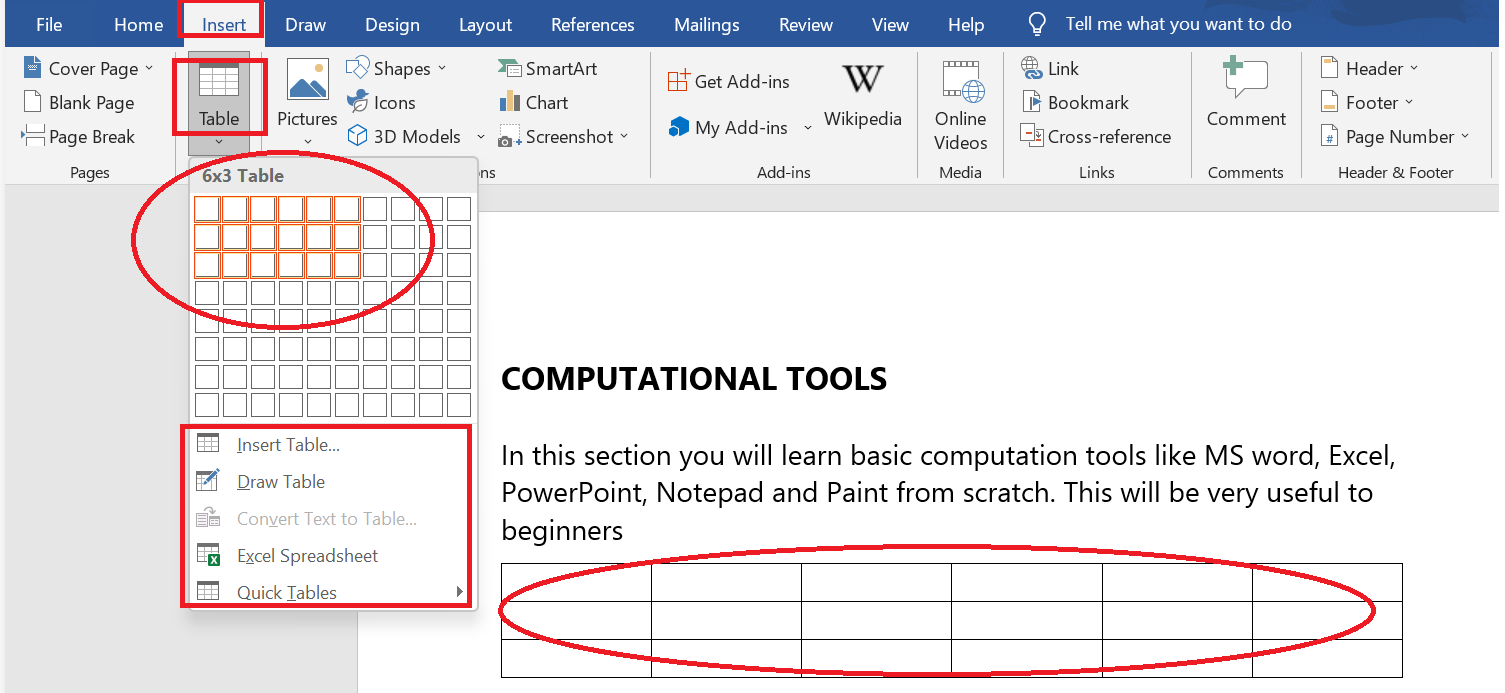 File Home Insert Draw Design Layout References Mailings Review View Help Tell me what you want to do
Cover Page
Blank Page
Page Break
Pages
Table
Pictures
Shapes
Icons
3D Models
SmartArt
Chart
Screenshot
ns
Get Add-ins
My Add-ins
Wikipedia
Add-ins
Online
Videos
Media
Link
Bookmark
Cross-reference
Links
Comment
Comments
Header
Footer
Page Number
Header & Footer
6x3 Table
Insert Table...
Draw Table
Convert Text to Table...
Excel Spreadsheet
Quick Tables
COMPUTATIONAL TOOLS
In this section you will learn basic computation tools like MS word, Excel,
PowerPoint, Notepad and Paint from scratch. This will be very useful to
beginners